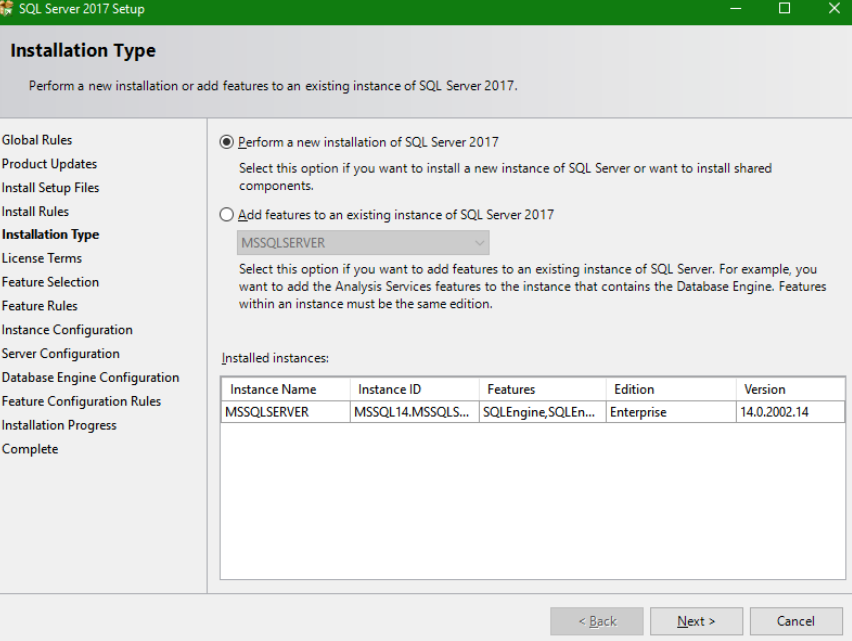 SQL Server 2017 Setup
Installation Type
Perform a new installation or add features to an existing instance of SQL Server 2017.
Global Rules
Product Updates
Install Setup Files
Install Rules
Installation Type
License Terms
Feature Selection
Feature Rules
Instance Configuration
Server Configuration
Database Engine Configuration
Feature Configuration Rules
Installation Progress
Complete
Perform a new installation of SQL Server 2017
Select this option if you want to install a new instance of SQL Server or want to install shared
components.
Add features to an existing instance of SQL Server 2017
MSSQLSERVER
Select this option if you want to add features to an existing instance of SQL Server. For example, you
want to add the Analysis Services features to the instance that contains the Database Engine. Features
within an instance must be the same edition.
Installed instances:
Instance Name Instance ID Features Edition Version
MSSQLSERVER MSSQL14.MSSQLS... SQLEngine,SQLEn... Enterprise 14.0.2002.14
< Back Next > Cancel